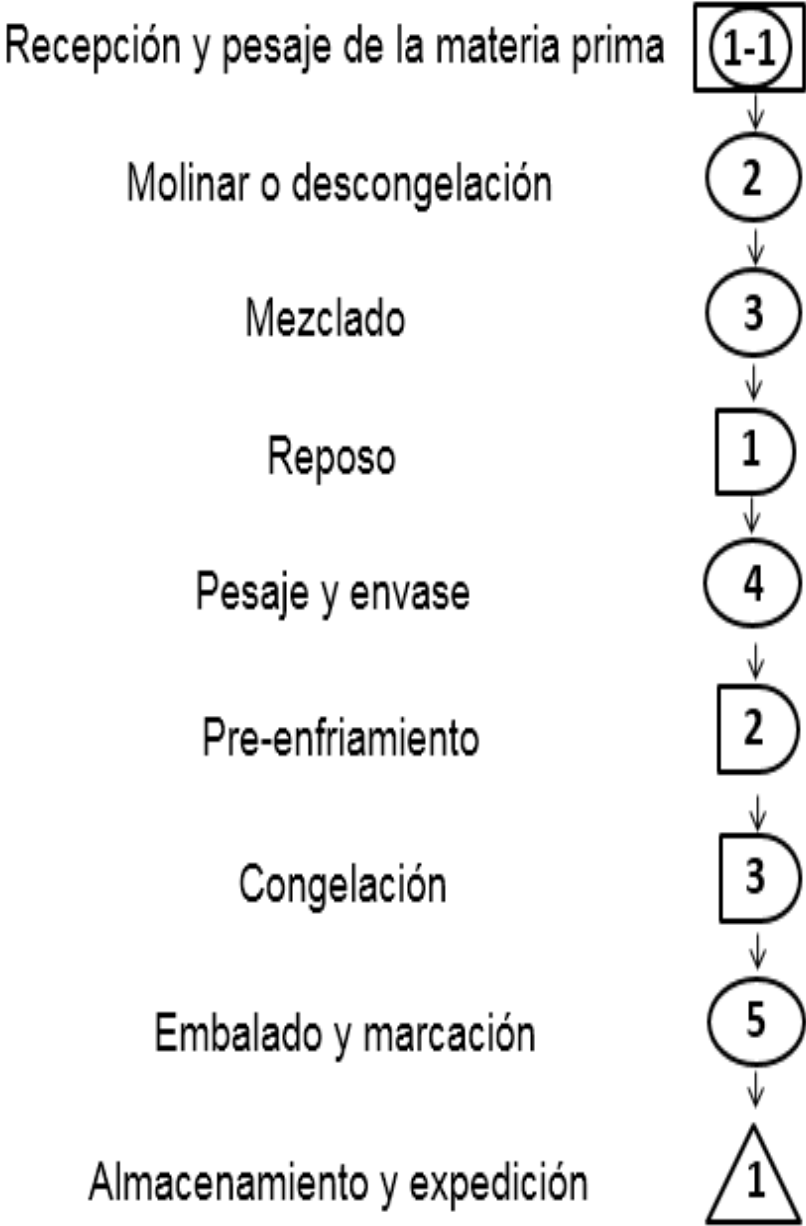 Recepción y pesaje de la materia prima 1-1
Molinar o descongelación 2
Mezclado 3
Reposo 1
Pesaje y envase 4
Pre-enfriamiento 2
Congelación 3
Embalado y marcación 5
Almacenamiento y expedición 1